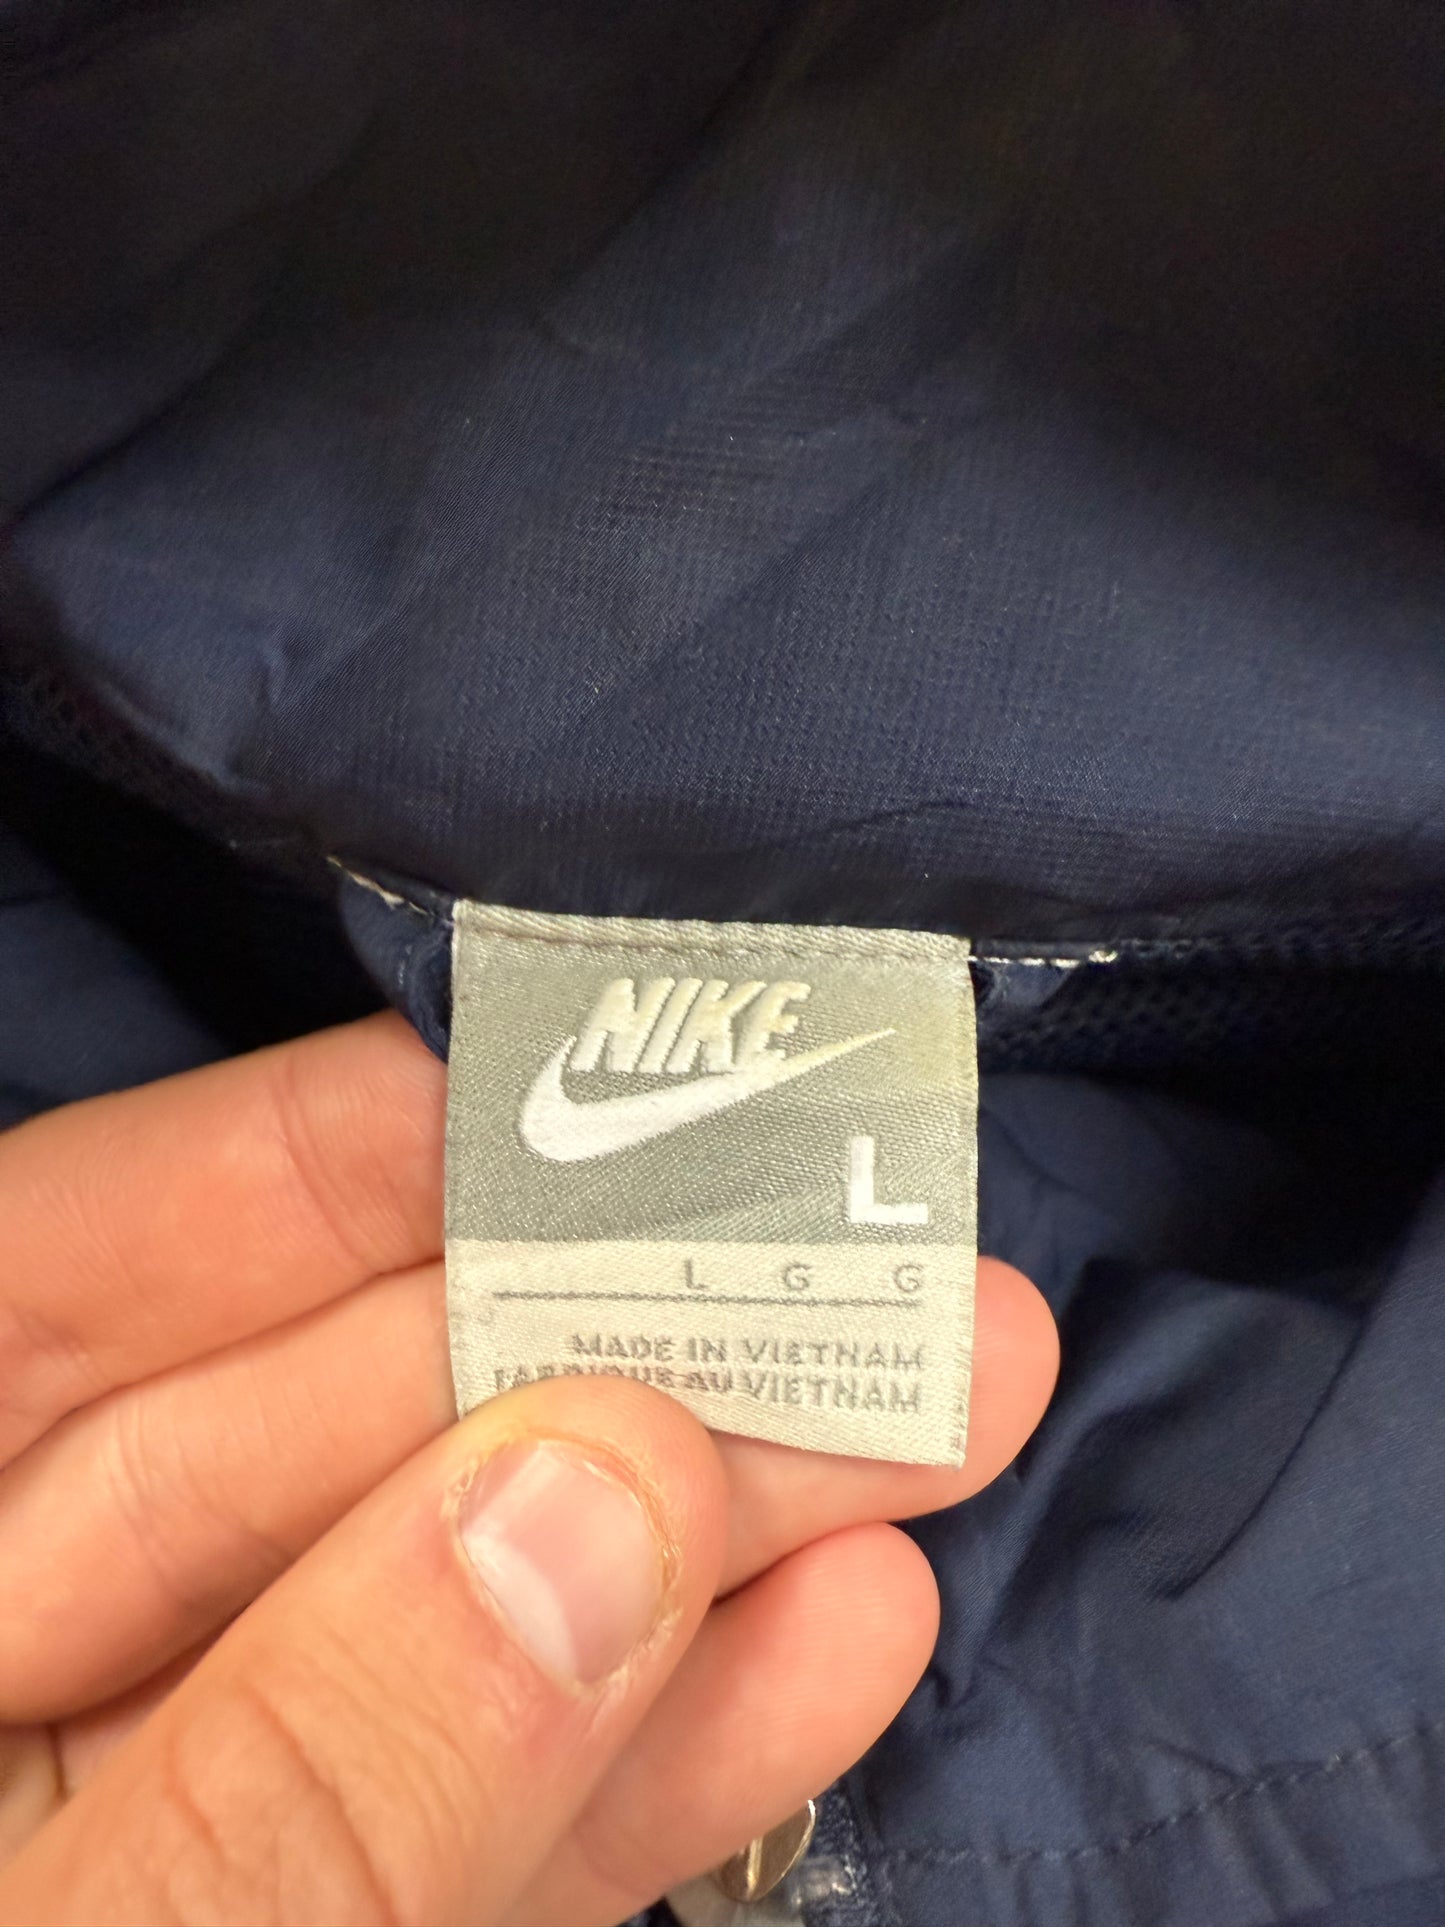 NIKE
L
L G G
MADE IN VIETNAM
FABRIQUE AU VIETNAM